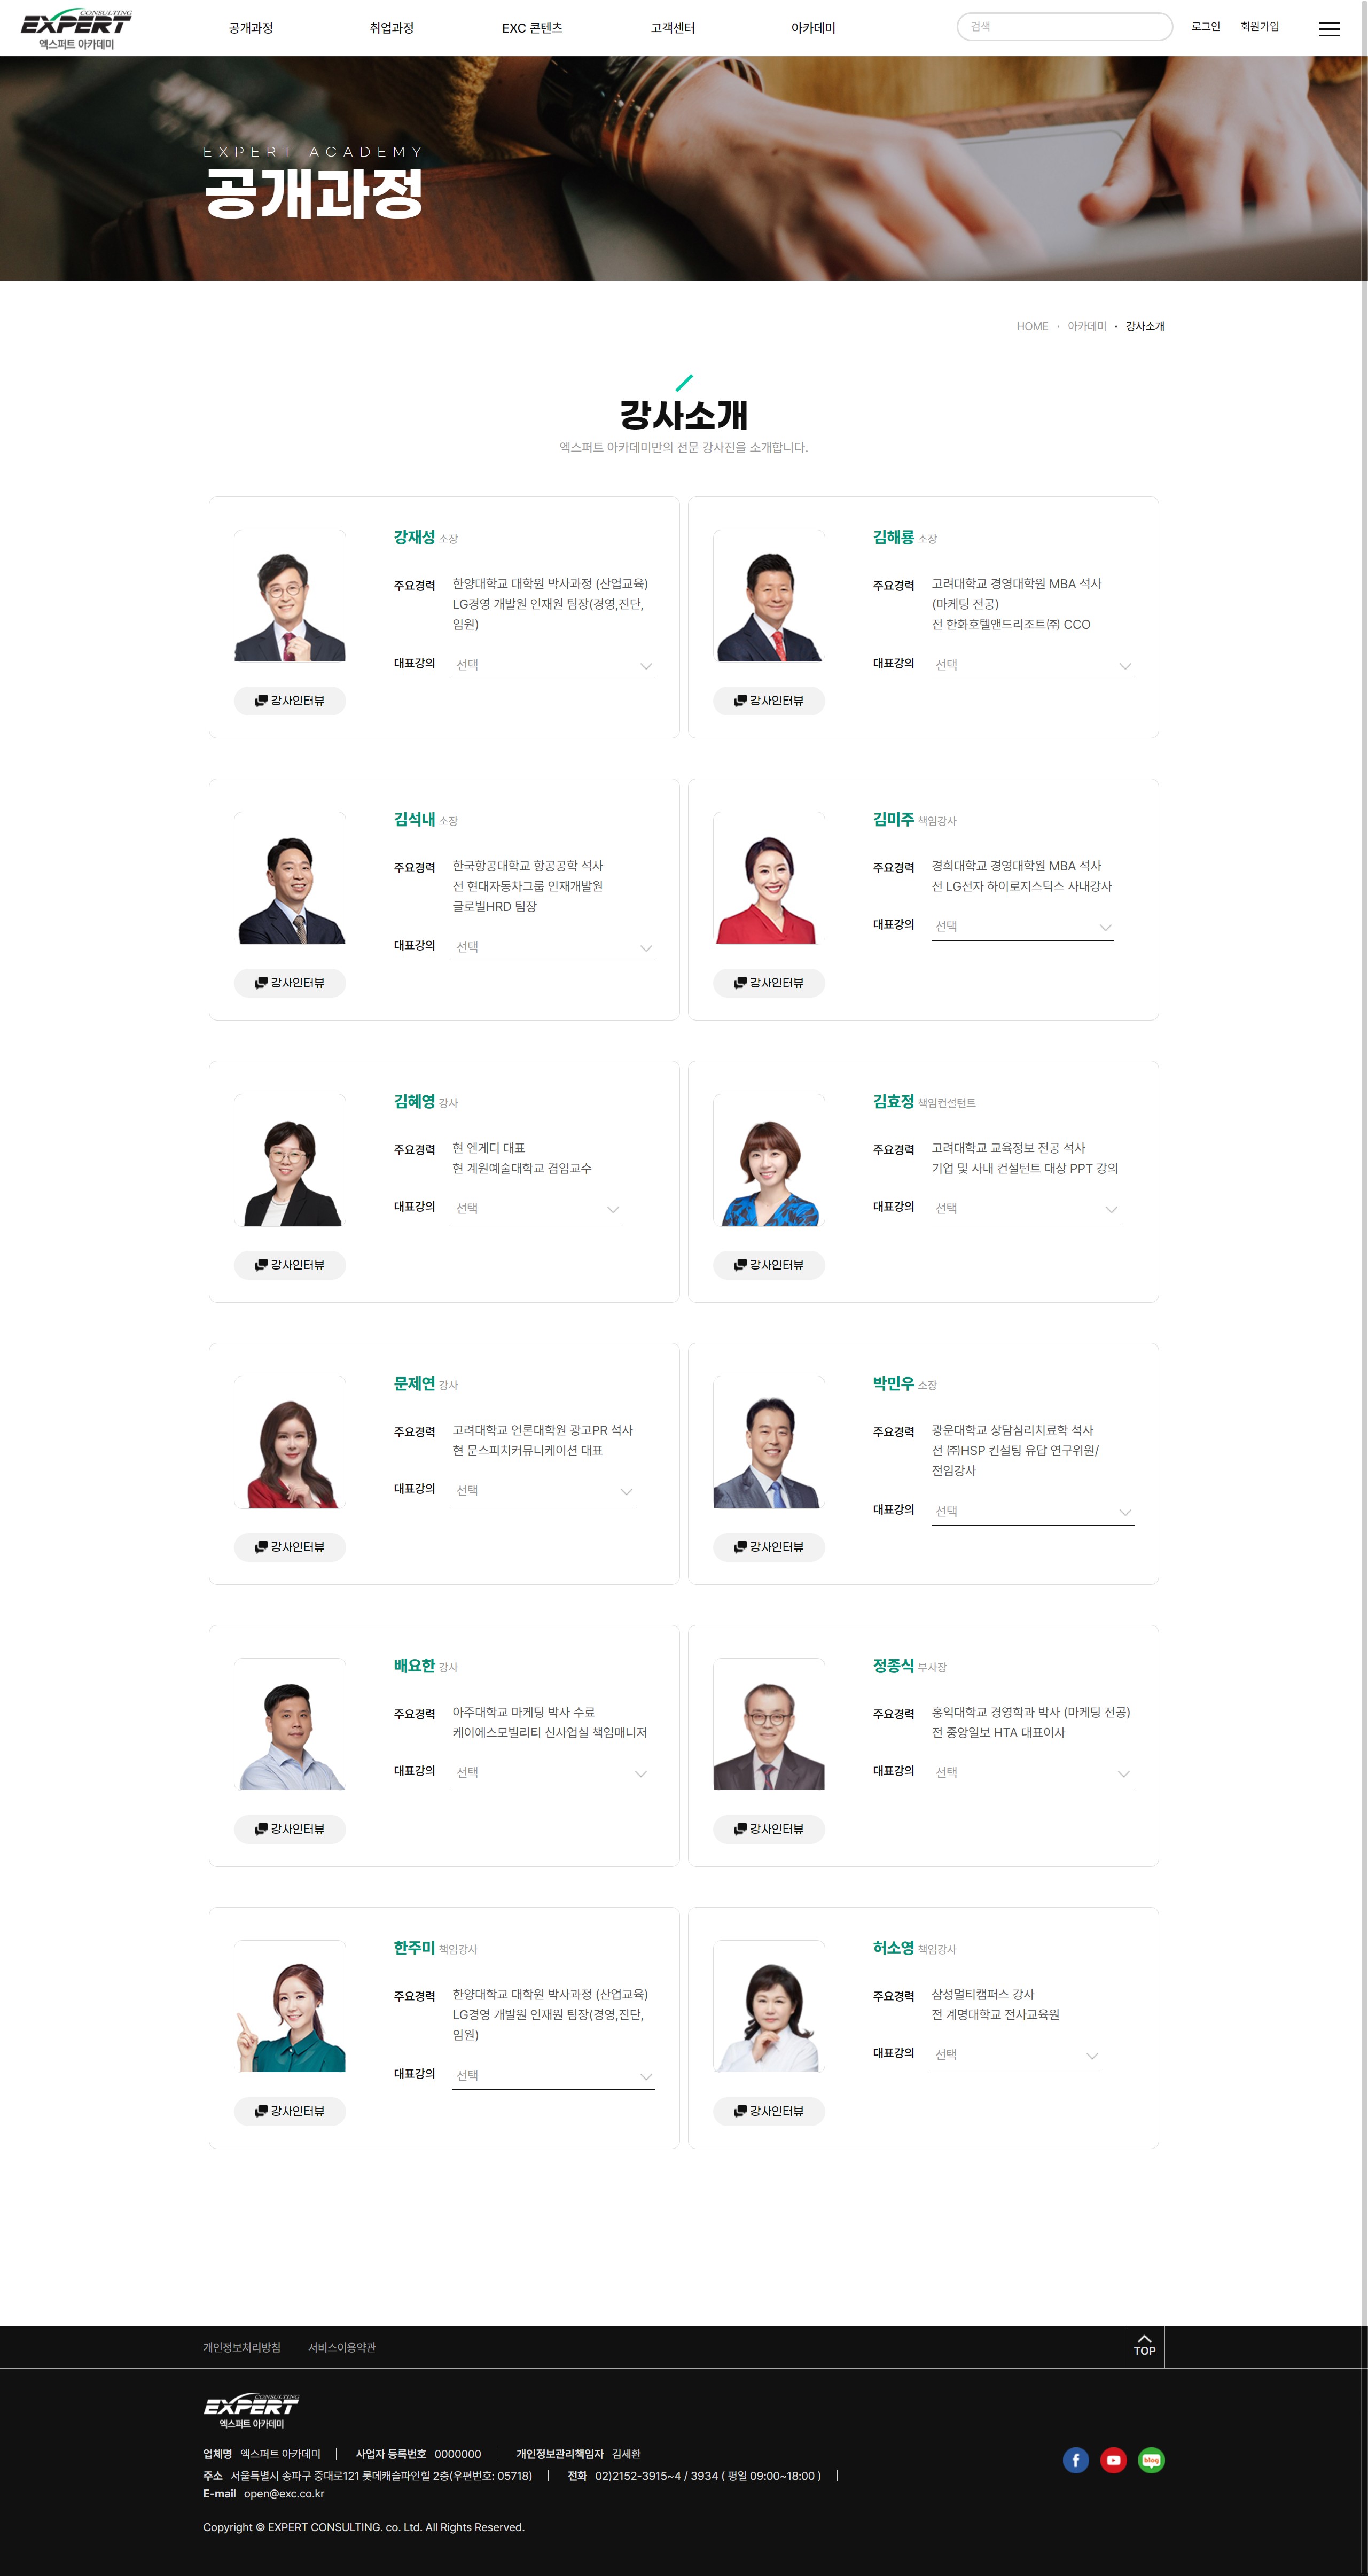 CONSULTING
EXPERT
엑스퍼트 아카데미
공개과정
취업과정
EXC 콘텐츠
고객센터
아카데미
검색
로그인
회원가입
EXPERT ACADEMY
공개과정
HOME · 아카데미 · 강사소개
강사소개
엑스퍼트 아카데미만의 전문 강사진을 소개합니다.
강재성 소장
주요경력 한양대학교 대학원 박사과정 (산업교육)
LG경영 개발원 인재원 팀장(경영,진단,
임원)
대표강의 선택
강사인터뷰
김해룡 소장
주요경력 고려대학교 경영대학원 MBA 석사
(마케팅 전공)
전 한화호텔앤드리조트㈜ CCO
대표강의 선택
강사인터뷰
김석내 소장
주요경력 한국항공대학교 항공공학 석사
전 현대자동차그룹 인재개발원
글로벌HRD 팀장
대표강의 선택
강사인터뷰
김미주 책임강사
주요경력 경희대학교 경영대학원 MBA 석사
전 LG전자 하이로지스틱스 사내강사
대표강의 선택
강사인터뷰
김혜영 강사
주요경력 현 엔게디 대표
현 계원예술대학교 겸임교수
대표강의 선택
강사인터뷰
김효정 책임컨설턴트
주요경력 고려대학교 교육정보 전공 석사
기업 및 사내 컨설턴트 대상 PPT 강의
대표강의 선택
강사인터뷰
문제연 강사
주요경력 고려대학교 언론대학원 광고PR 석사
현 문스피치커뮤니케이션 대표
대표강의 선택
강사인터뷰
박민우 소장
주요경력 광운대학교 상담심리치료학 석사
전 ㈜HSP 컨설팅 유답 연구위원/
전임강사
대표강의 선택
강사인터뷰
배요한 강사
주요경력 아주대학교 마케팅 박사 수료
케이에스모빌리티 신사업실 책임매니저
대표강의 선택
강사인터뷰
정종식 부사장
주요경력 홍익대학교 경영학과 박사 (마케팅 전공)
전 중앙일보 HTA 대표이사
대표강의 선택
강사인터뷰
한주미 책임강사
주요경력 한양대학교 대학원 박사과정 (산업교육)
LG경영 개발원 인재원 팀장(경영,진단,
임원)
대표강의 선택
강사인터뷰
허소영 책임강사
주요경력 삼성멀티캠퍼스 강사
전 계명대학교 전사교육원
대표강의 선택
강사인터뷰
개인정보처리방침 서비스이용약관
TOP
CONSULTING
EXPERT
엑스퍼트 아카데미
업체명 엑스퍼트 아카데미 | 사업자 등록번호 0000000 | 개인정보관리책임자 김세환
주소 서울특별시 송파구 중대로121 롯데캐슬파인힐 2층(우편번호: 05718) | 전화 02)2152-3915~4 / 3934 ( 평일 09:00~18:00 ) |
E-mail open@exc.co.kr
f
blog
Copyright © EXPERT CONSULTING. co. Ltd. All Rights Reserved.